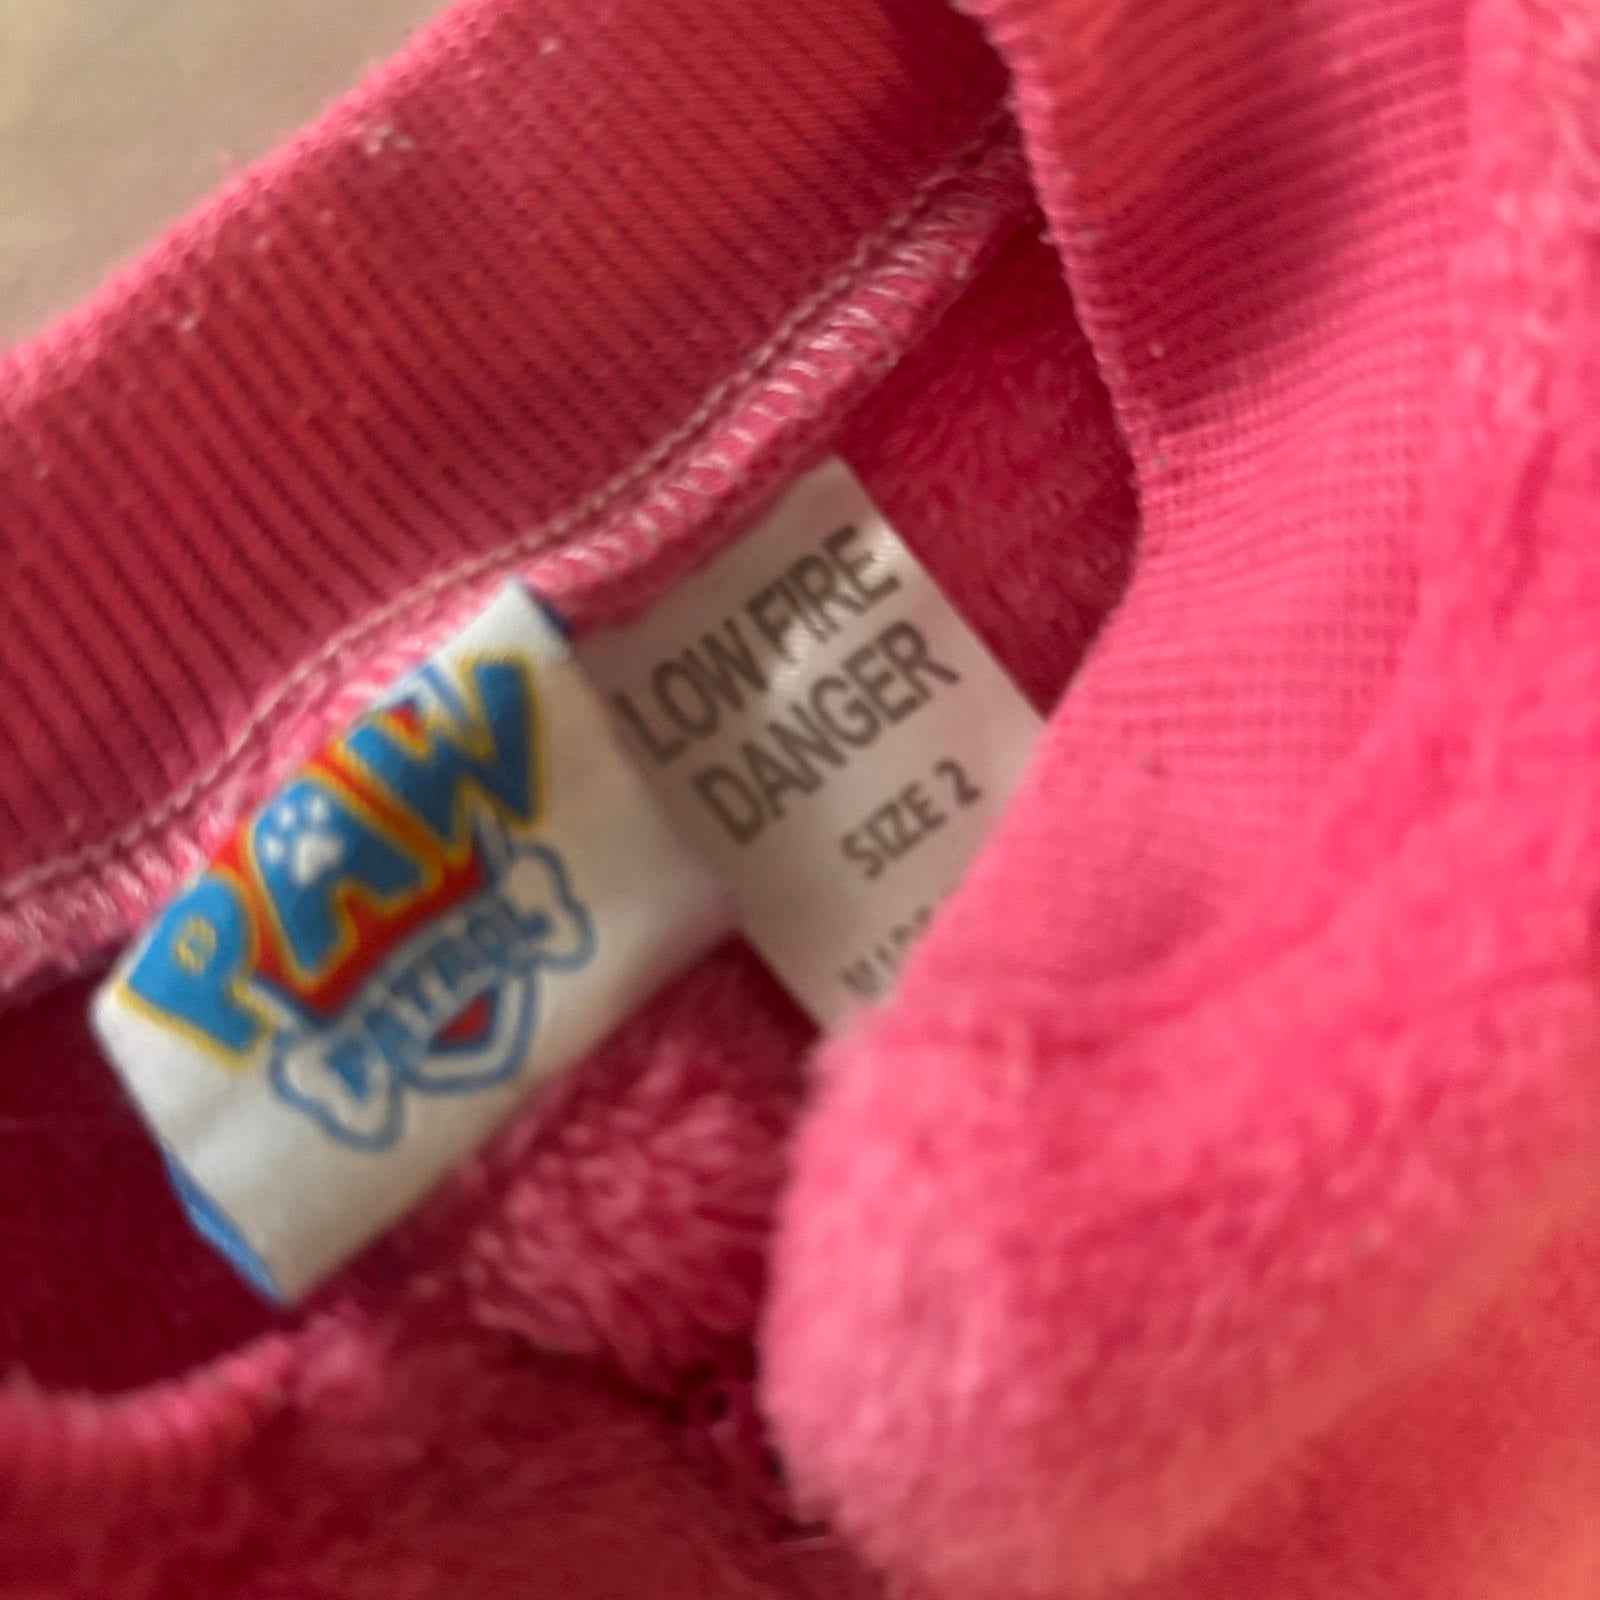 PAW
PATROL
LOW FIRE
DANGER
SIZE 2